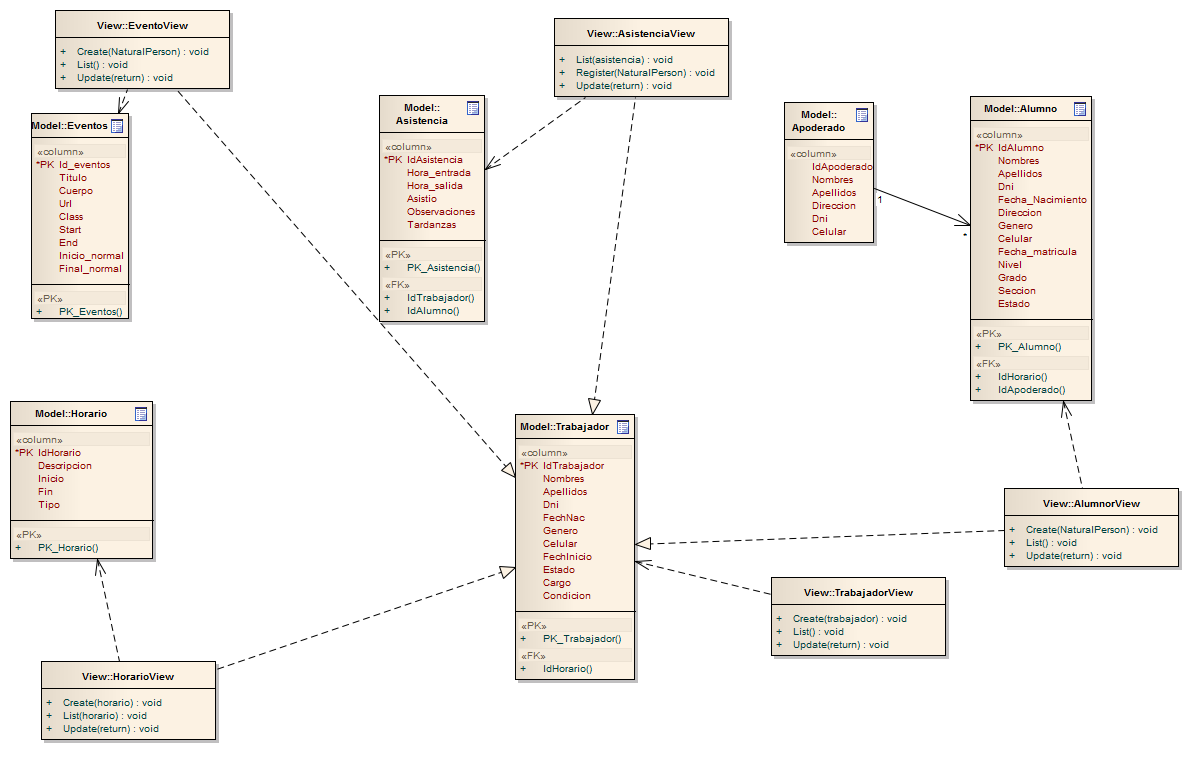 View::EventoView
+ Create(NaturalPerson) : void
+ List() : void
+ Update(return) : void
View::AsistenciaView
+ List(asistencia) : void
+ Register(NaturalPerson) : void
+ Update(return) : void
Model::Eventos
«column»
*PK Id_eventos
Titulo
Cuerpo
Url
Class
Start
End
Inicio_normal
Final_normal
«PK»
+ PK_Eventos()
Model::
Asistencia
«column»
*PK IdAsistencia
Hora_entrada
Hora_salida
Asistio
Observaciones
Tardanzas
«PK»
+ PK_Asistencia()
«FK»
+ IdTrabajador()
+ IdAlumno()
Model::
Apoderado
«column»
IdApoderado
Nombres
Apellidos
Direccion
Dni
Celular
1
*
Model::Alumno
«column»
*PK IdAlumno
Nombres
Apellidos
Dni
Fecha_Nacimiento
Direccion
Genero
Celular
Fecha_matricula
Nivel
Grado
Seccion
Estado
«PK»
+ PK_Alumno()
«FK»
+ IdHorario()
+ IdApoderado()
Model::Horario
«column»
*PK IdHorario
Descripcion
Inicio
Fin
Tipo
«PK»
+ PK_Horario()
Model::Trabajador
«column»
*PK IdTrabajador
Nombres
Apellidos
Dni
FechNac
Genero
Celular
FechInicio
Estado
Cargo
Condicion
«PK»
+ PK_Trabajador()
«FK»
+ IdHorario()
View::AlumnorView
+ Create(NaturalPerson) : void
+ List() : void
+ Update(return) : void
View::TrabajadorView
+ Create(trabajador) : void
+ List() : void
+ Update(return) : void
View::HorarioView
+ Create(horario) : void
+ List(horario) : void
+ Update(return) : void